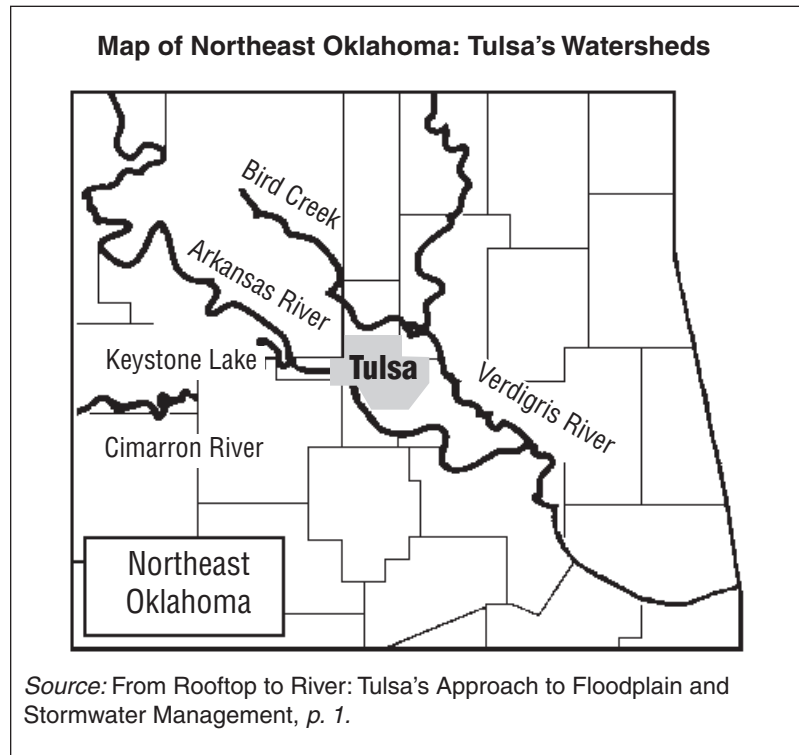 Map of Northeast Oklahoma: Tulsa's Watersheds
Bird Creek
Arkansas River
Keystone Lake
Tulsa
Verdigris River
Cimarron River
Northeast
Oklahoma
Source: From Rooftop to River: Tulsa's Approach to Floodplain and
Stormwater Management, p. 1.